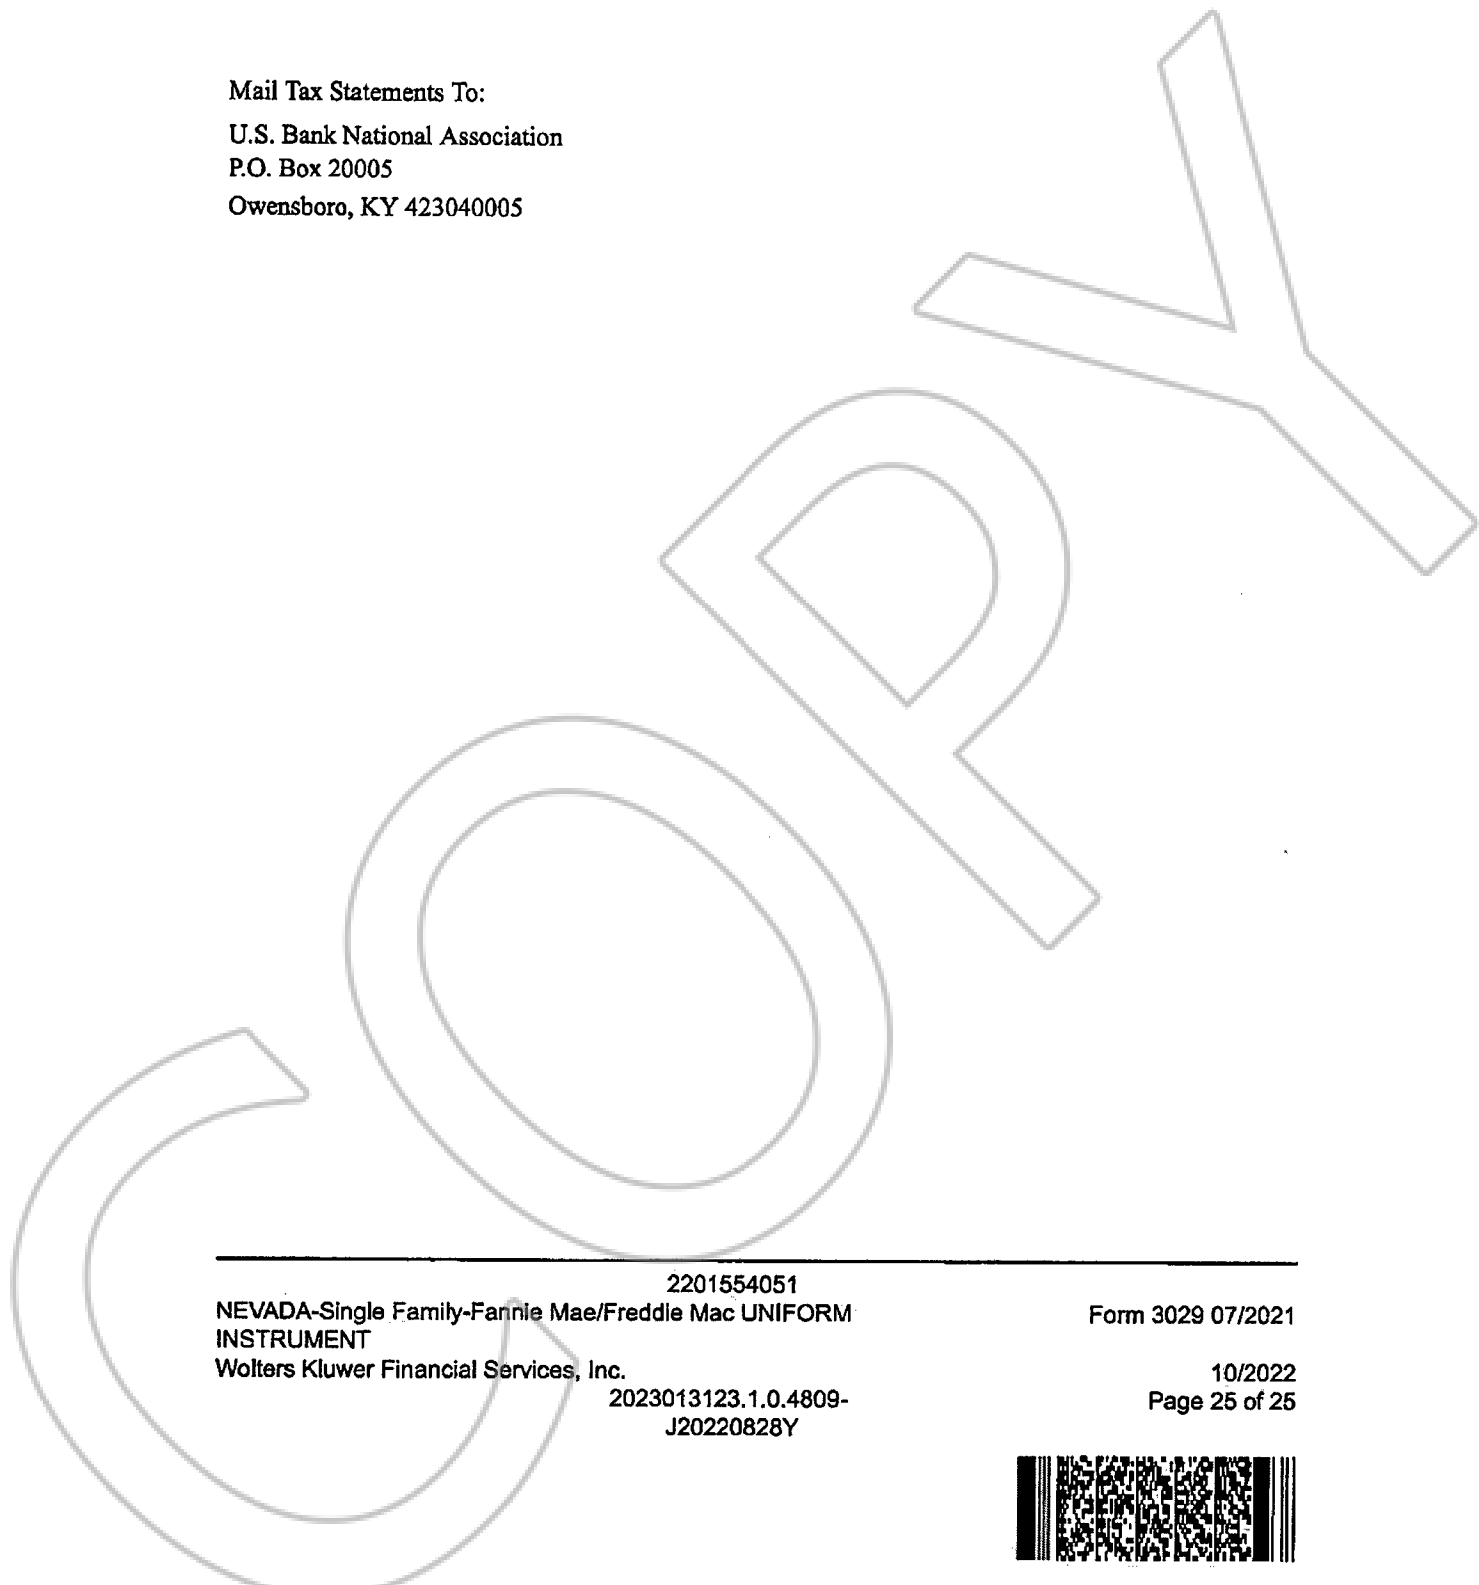 Mail Tax Statements To:
U.S. Bank National Association
P.O. Box 20005
Owensboro, KY 423040005
COPY
2201554051
NEVADA-Single Family-Fannie Mae/Freddie Mac UNIFORM
INSTRUMENT
Form 3029 07/2021
Wolters Kluwer Financial Services, Inc.
10/2022
2023013123.1.0.4809-
J20220828Y
Page 25 of 25